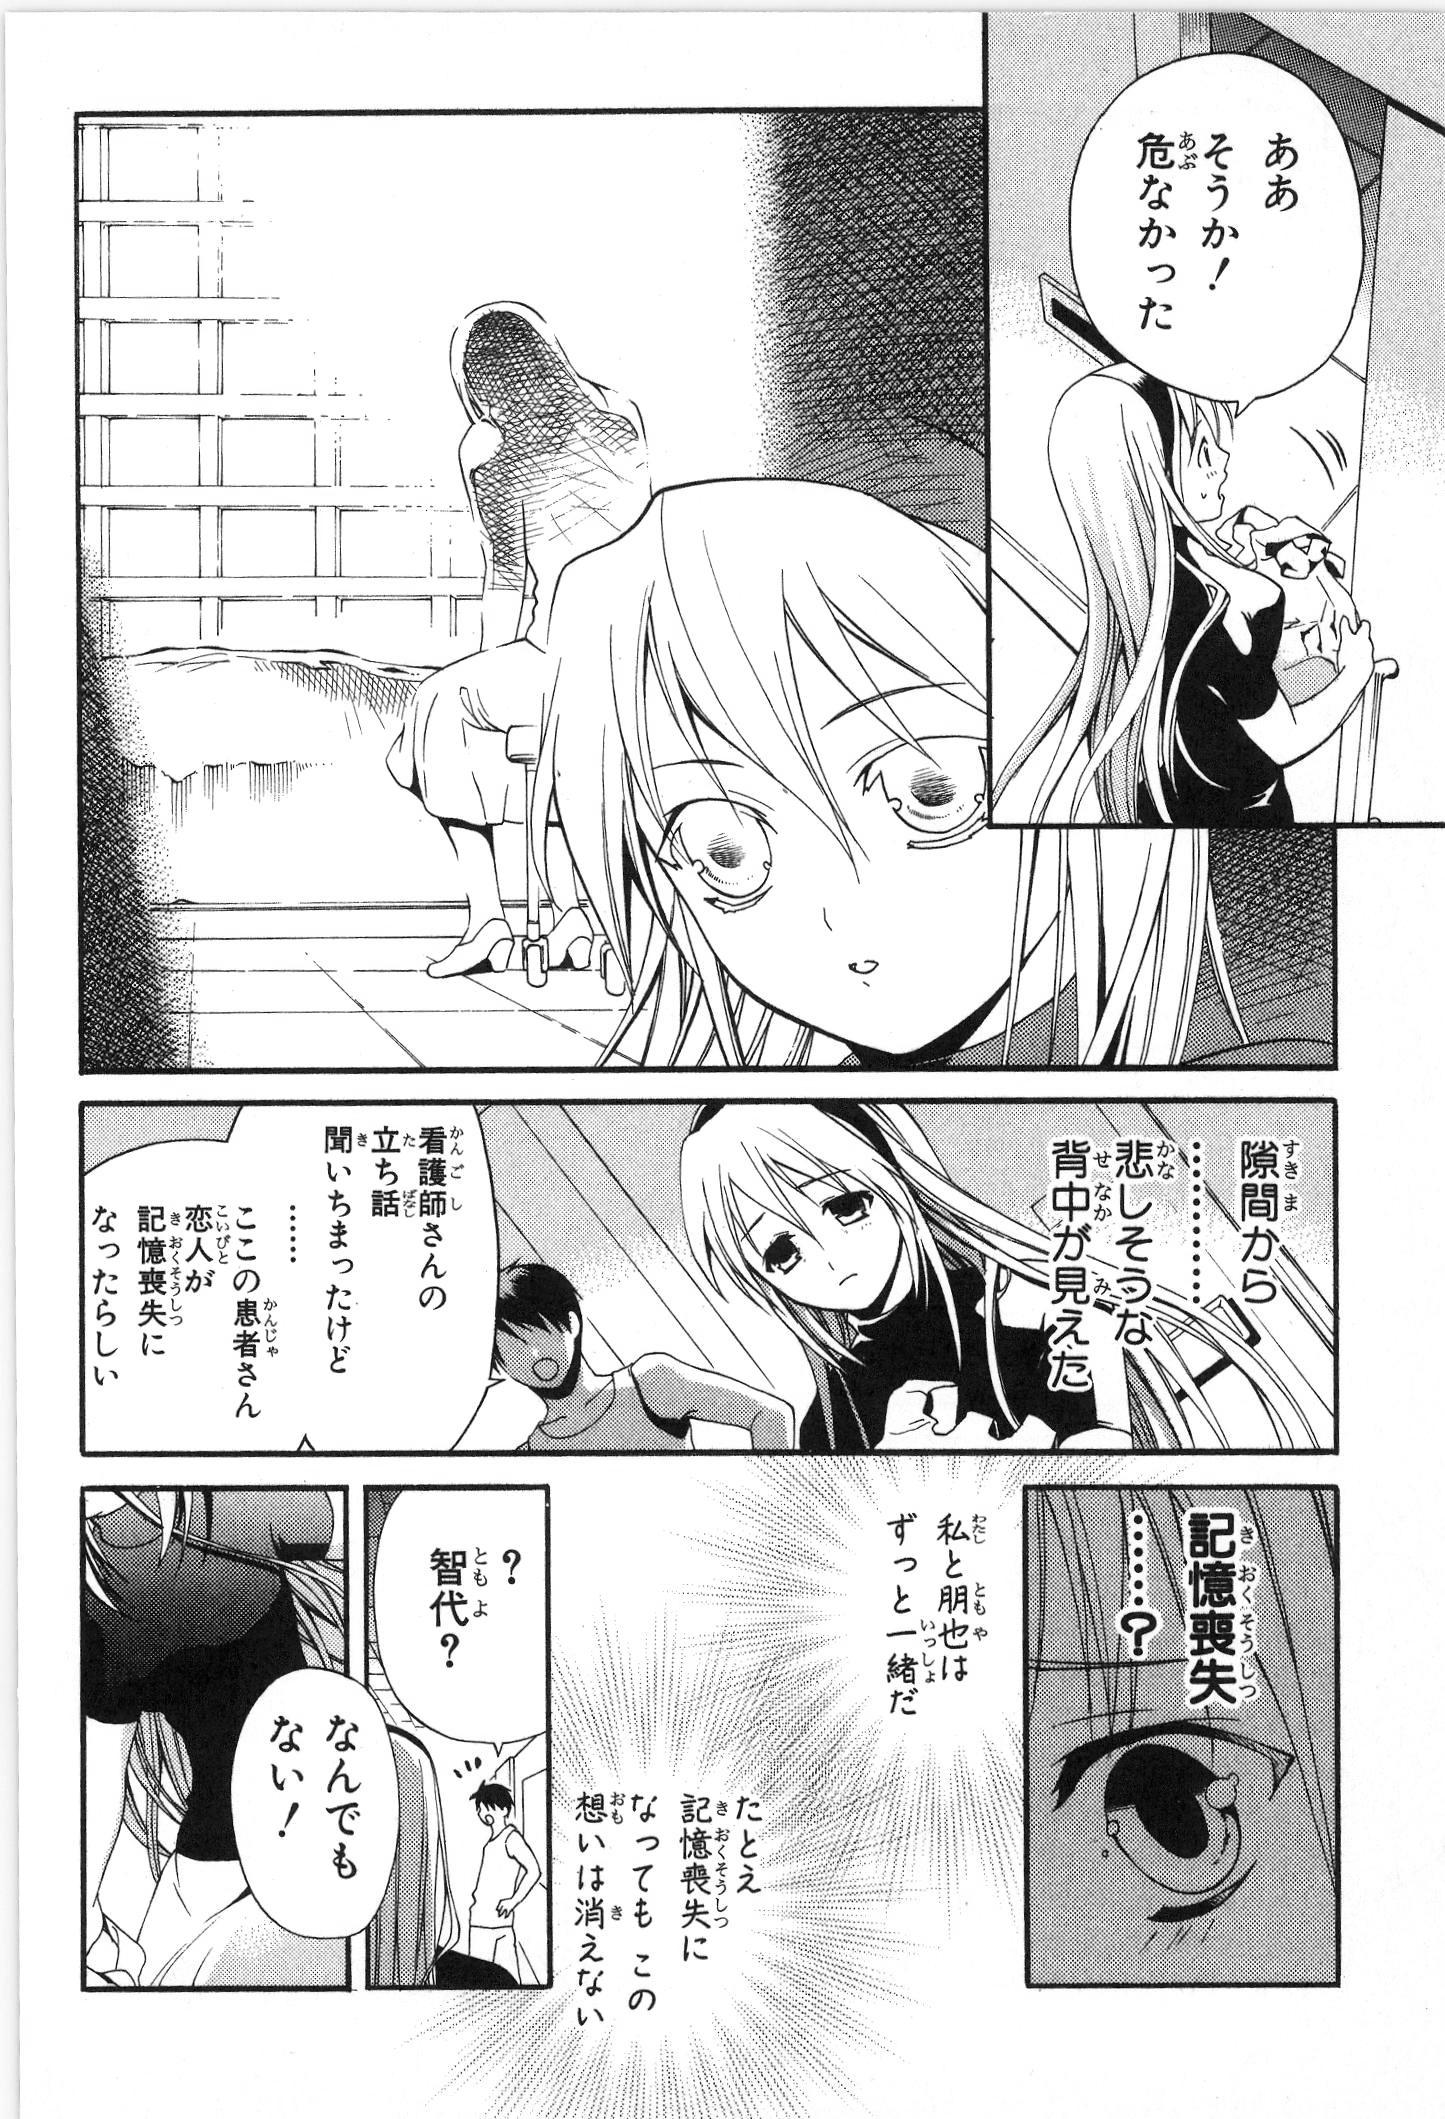 ああ
そうか！
危なかった
隙間から
…………
悲しそうな
背中が見えた
看護師さんの
立ち話
聞いちまったけど
……
ここの患者さん
恋人が
記憶喪失に
なったらしい
記憶喪失
………？
私と朋也は
ずっと一緒だ
たとえ
記憶喪失に
なっても この
想いは消えない
？
智代？
なんでも
ない！